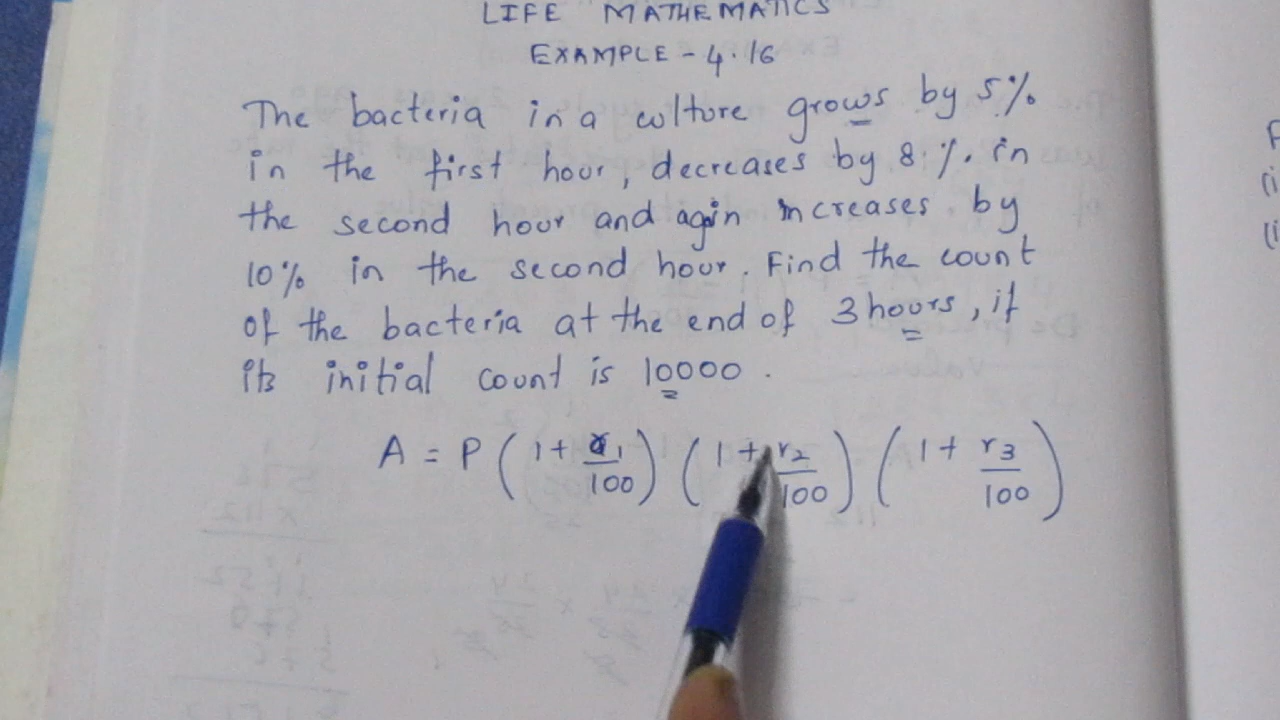 LIFE MATHEMATICS
EXAMPLE - 4.16
The bacteria in a culture grows by 5%
in the first hour, decreases by 8% in
the second hour and again increases by
10% in the second hour. Find the count
of the bacteria at the end of 3 hours, if
its initial count is 10000.
A = P (1 + r1/100) (1 + r2/100) (1 + r3/100)